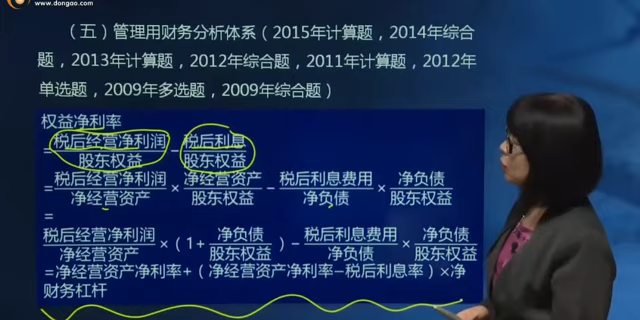 www.dongao.com
（五）管理用财务分析体系（2015年计算题，2014年综合
题，2013年计算题，2012年综合题，2011年计算题，2012年
单选题，2009年多选题，2009年综合题）
权益净利率
=税后经营净利润/股东权益－税后利息/股东权益
=税后经营净利润/净经营资产×净经营资产/股东权益－税后利息费用/净负债×净负债/股东权益
=
税后经营净利润/净经营资产×(1+净负债/股东权益)－税后利息费用/净负债×净负债/股东权益
=净经营资产净利率+(净经营资产净利率-税后利息率)×净
财务杠杆